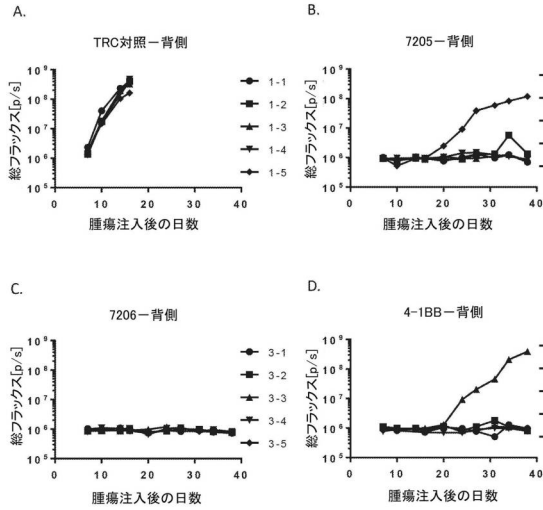 A.
TRC対照－背側
総フラックス[p/s]
10⁹
10⁸
10⁷
10⁶
10⁵
0 10 20 30 40
腫瘍注入後の日数
1-1
1-2
1-3
1-4
1-5
B.
7205－背側
総フラックス[p/s]
10⁹
10⁸
10⁷
10⁶
10⁵
0 10 20 30 40
腫瘍注入後の日数
C.
7206－背側
総フラックス[p/s]
10⁹
10⁸
10⁷
10⁶
10⁵
0 10 20 30 40
腫瘍注入後の日数
3-1
3-2
3-3
3-4
3-5
D.
4-1BB－背側
総フラックス[p/s]
10⁹
10⁸
10⁷
10⁶
10⁵
0 10 20 30 40
腫瘍注入後の日数